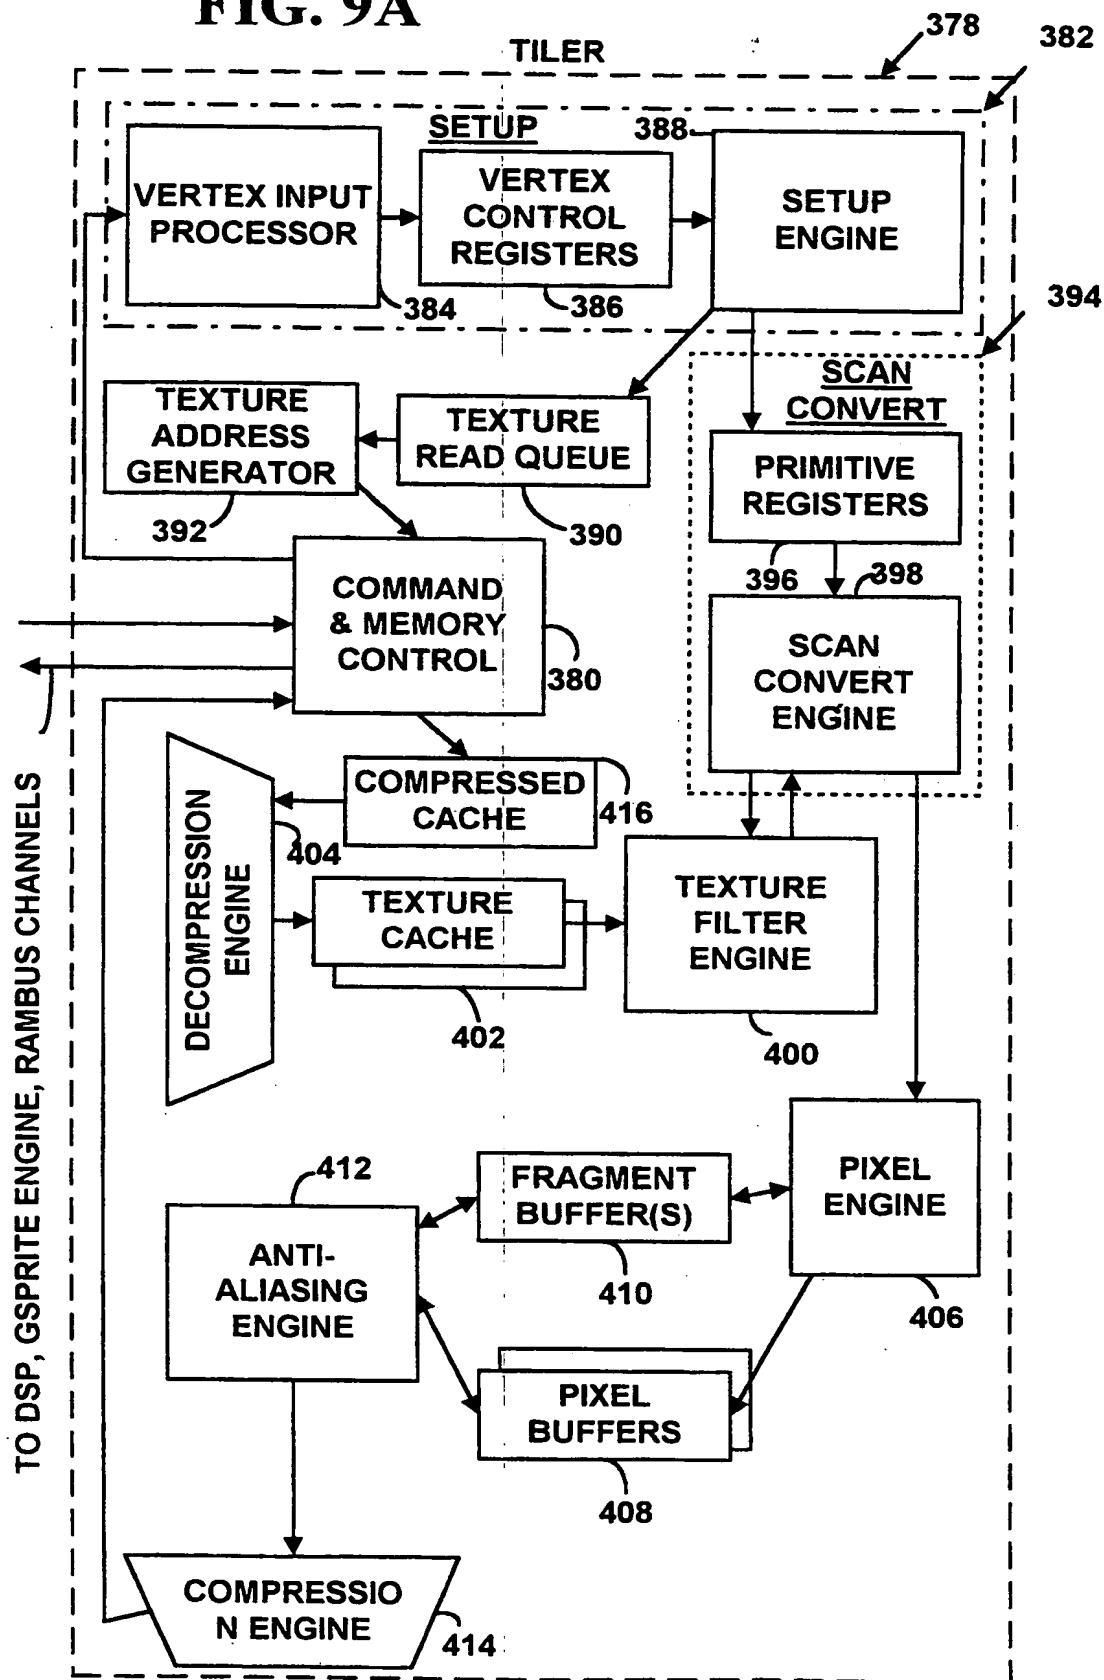 FIG. 9A
TILER
378
382
SETUP
388
VERTEX INPUT
PROCESSOR
384
VERTEX
CONTROL
REGISTERS
386
SETUP
ENGINE
394
TEXTURE
ADDRESS
GENERATOR
392
TEXTURE
READ QUEUE
390
SCAN
CONVERT
PRIMITIVE
REGISTERS
396
398
COMMAND
& MEMORY
CONTROL
380
SCAN
CONVERT
ENGINE
COMPRESSED
CACHE
416
DECOMPRESSION
ENGINE
404
TEXTURE
CACHE
402
TEXTURE
FILTER
ENGINE
400
TO DSP, GSPRITE ENGINE, RAMBUS CHANNELS
412
ANTI-
ALIASING
ENGINE
FRAGMENT
BUFFER(S)
410
PIXEL
ENGINE
406
PIXEL
BUFFERS
408
COMPRESSIO
N ENGINE
414